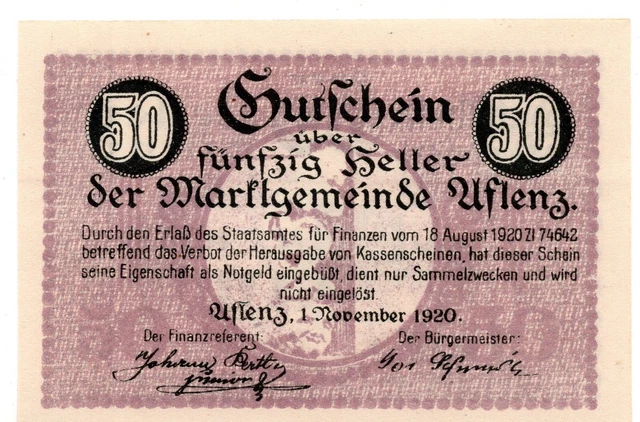 50 Gutschein 50
über
fünfzig Heller
der Marktgemeinde Aflenz.
Durch den Erlaß des Staatsamtes für Finanzen vom 18 August 1920 Zl 74642
betreffend das Verbot der Herausgabe von Kassenscheinen, hat dieser Schein
seine Eigenschaft als Notgeld eingebüßt, dient nur Sammelzwecken und wird
nicht eingelöst.
Aflenz, 1 November 1920.
Der Finanzreferent: Der Bürgermeister:
Johann